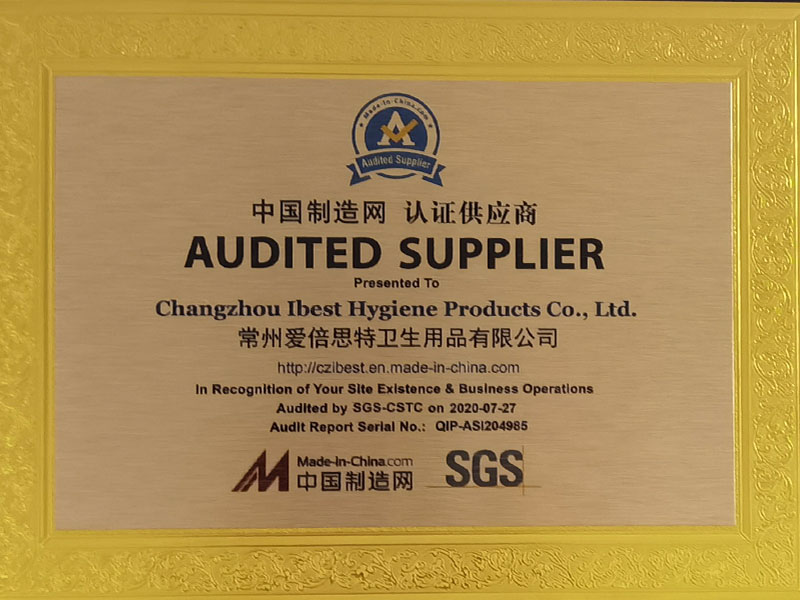 Made-in-China.com
A
Audited Supplier
中国制造网 认证供应商
AUDITED SUPPLIER
Presented To
Changzhou Ibest Hygiene Products Co., Ltd.
常州爱倍思特卫生用品有限公司
http://czibest.en.made-in-china.com
In Recognition of Your Site Existence & Business Operations
Audited by SGS-CSTC on 2020-07-27
Audit Report Serial No.: QIP-ASI204985
Made-in-China.com
中国制造网
SGS